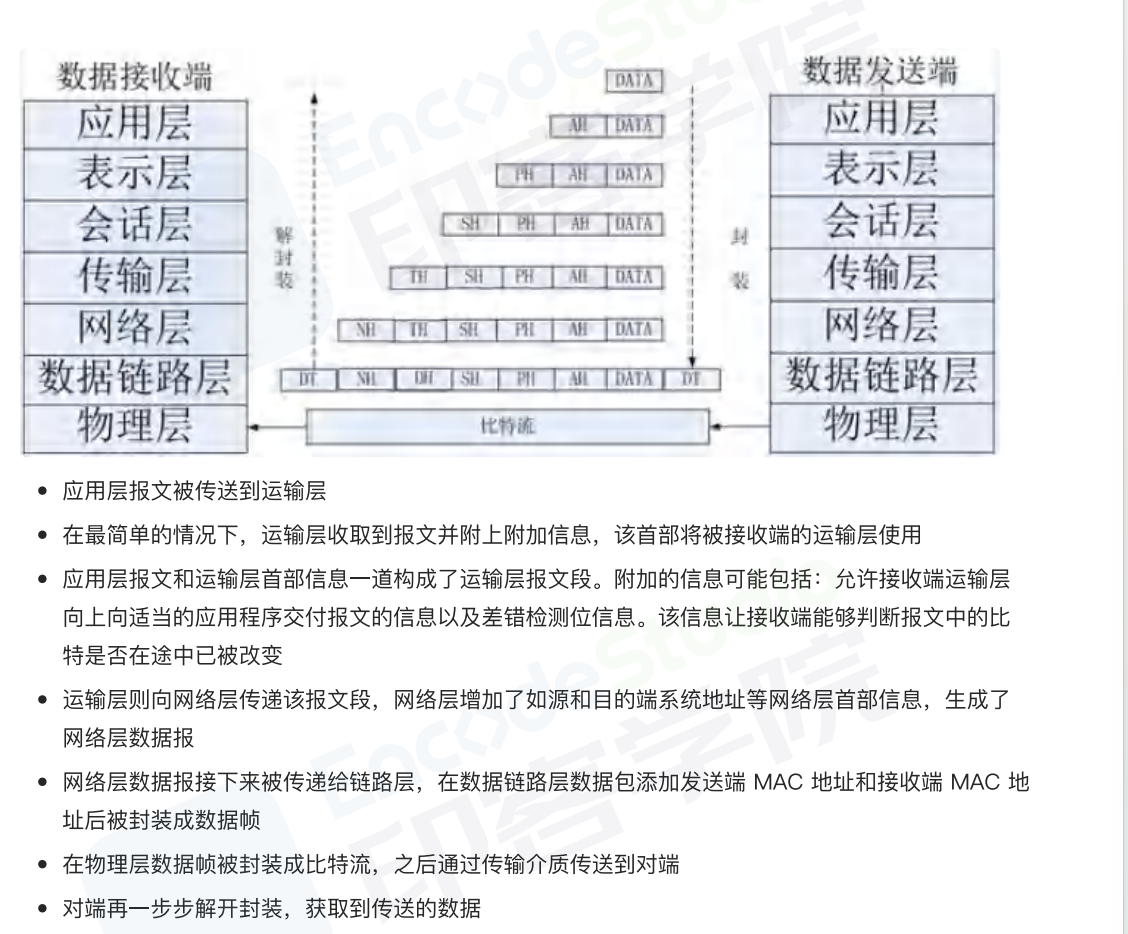 数据接收端
数据发送端
应用层
表示层
会话层
传输层
网络层
数据链路层
物理层
解封装
DATA
AH DATA
PH AH DATA
SH PH AH DATA
TH SH PH AH DATA
NH TH SH PH AH DATA
DT NH DH SH PH AH DATA DT
比特流
封装
应用层
表示层
会话层
传输层
网络层
数据链路层
物理层
• 应用层报文被传送到运输层
• 在最简单的情况下，运输层收取到报文并附上附加信息，该首部将被接收端的运输层使用
• 应用层报文和运输层首部信息一道构成了运输层报文段。附加的信息可能包括：允许接收端运输层
向上向适当的应用程序交付报文的信息以及差错检测位信息。该信息让接收端能够判断报文中的比
特是否在途中已被改变
• 运输层则向网络层传递该报文段，网络层增加了如源和目的端系统地址等网络层首部信息，生成了
网络层数据报
• 网络层数据报接下来被传递给链路层，在数据链路层数据包添加发送端 MAC 地址和接收端 MAC 地
址后被封装成数据帧
• 在物理层数据帧被封装成比特流，之后通过传输介质传送到对端
• 对端再一步步解开封装，获取到传送的数据
EncodeStudio
印客学院
EncodeStudio
印客学院